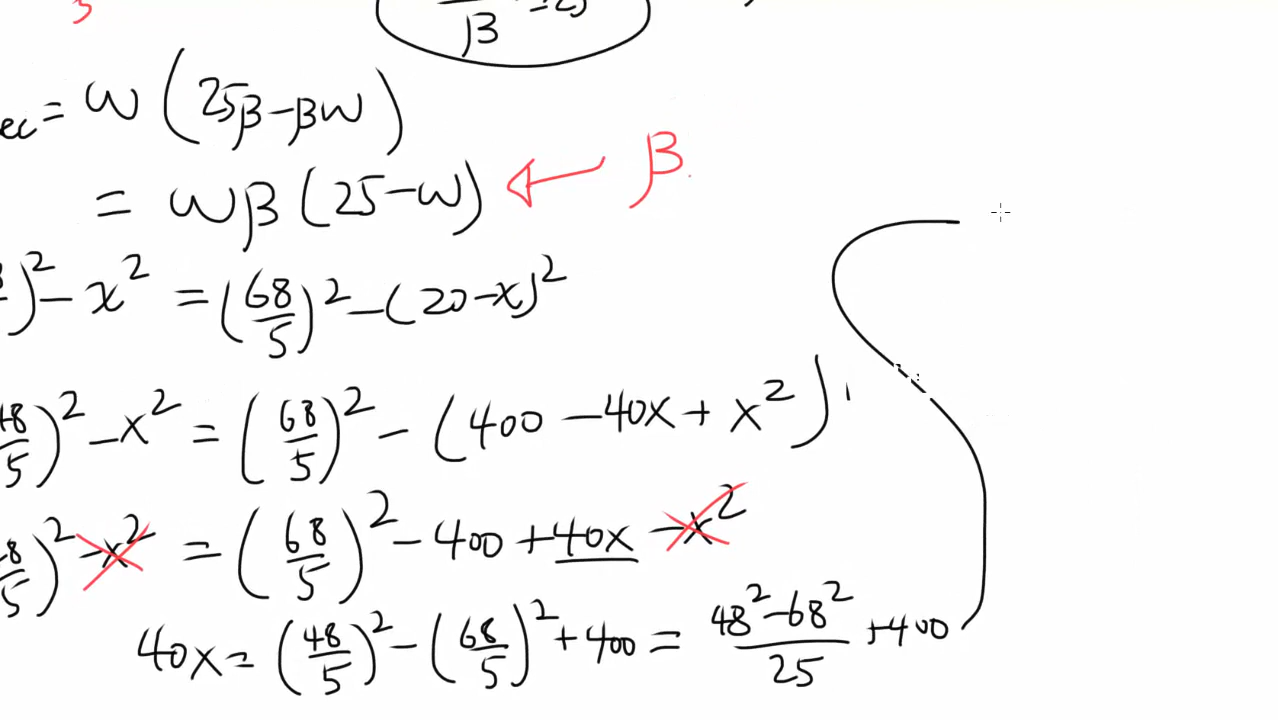 β = 25
ec = w (25β-βw)
= wβ (25-w) ← β
)² - x² = (68/5)² - (20-x)²
48/5)² - x² = (68/5)² - (400 - 40x + x²)
8/5)² - x² = (68/5)² - 400 + 40x - x²
40x = (48/5)² - (68/5)² + 400 = 48² - 68² / 25 + 400